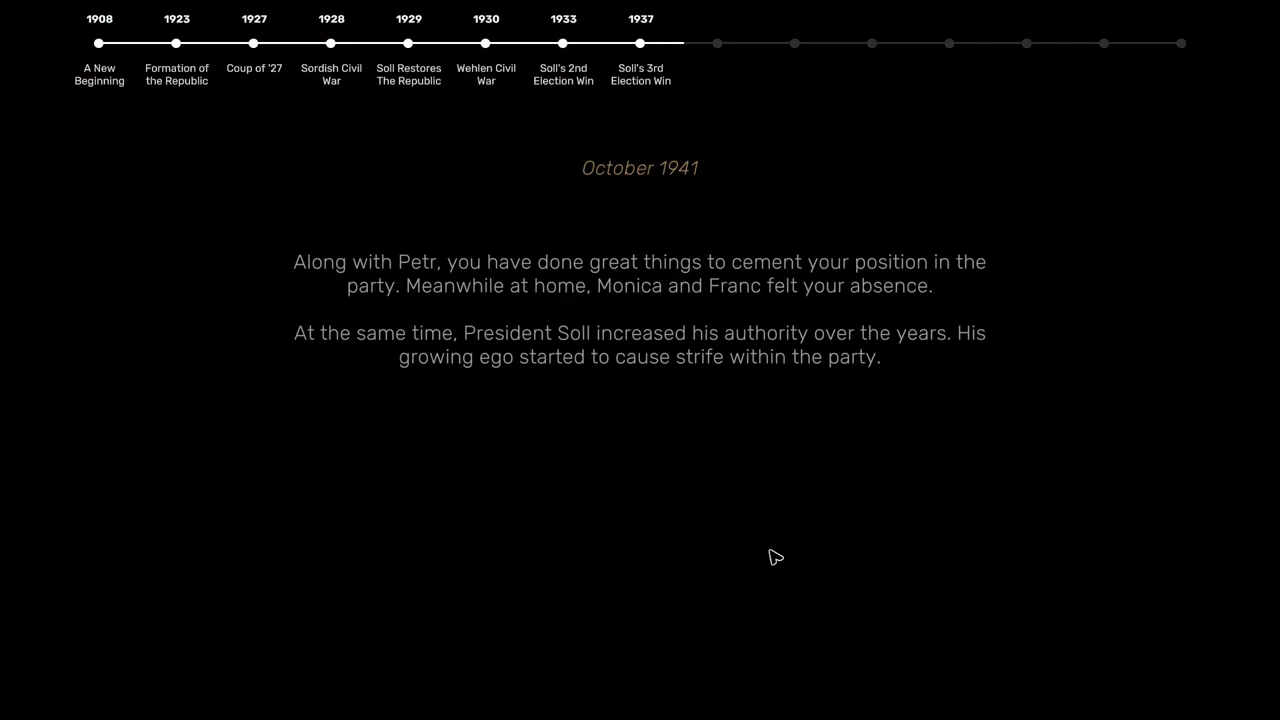 1908 1923 1927 1928 1929 1930 1933 1937
A New Beginning
Formation of the Republic
Coup of '27
Sordish Civil War
Soll Restores The Republic
Wehlen Civil War
Soll's 2nd Election Win
Soll's 3rd Election Win
October 1941
Along with Petr, you have done great things to cement your position in the
party. Meanwhile at home, Monica and Franc felt your absence.
At the same time, President Soll increased his authority over the years. His
growing ego started to cause strife within the party.